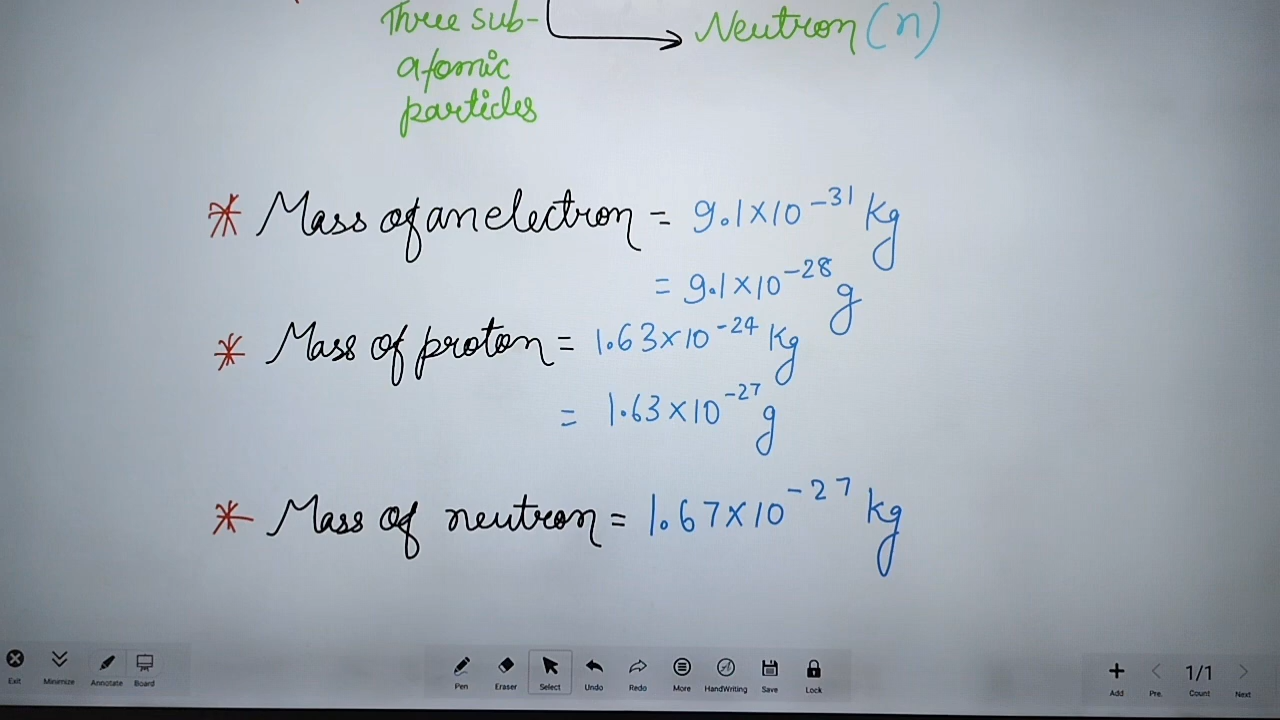 Three sub-
atomic
particles
Neutron (n)
* Mass of an electron = 9.1×10⁻³¹ kg
= 9.1×10⁻²⁸ g
* Mass of proton = 1.63×10⁻²⁴ kg
= 1.63×10⁻²⁷ g
* Mass of neutron = 1.67×10⁻²⁷ kg
Exit Minimize Annotate Board Pen Eraser Select Undo Redo More HandWriting Save Lock Add Pre. 1/1 Count Next